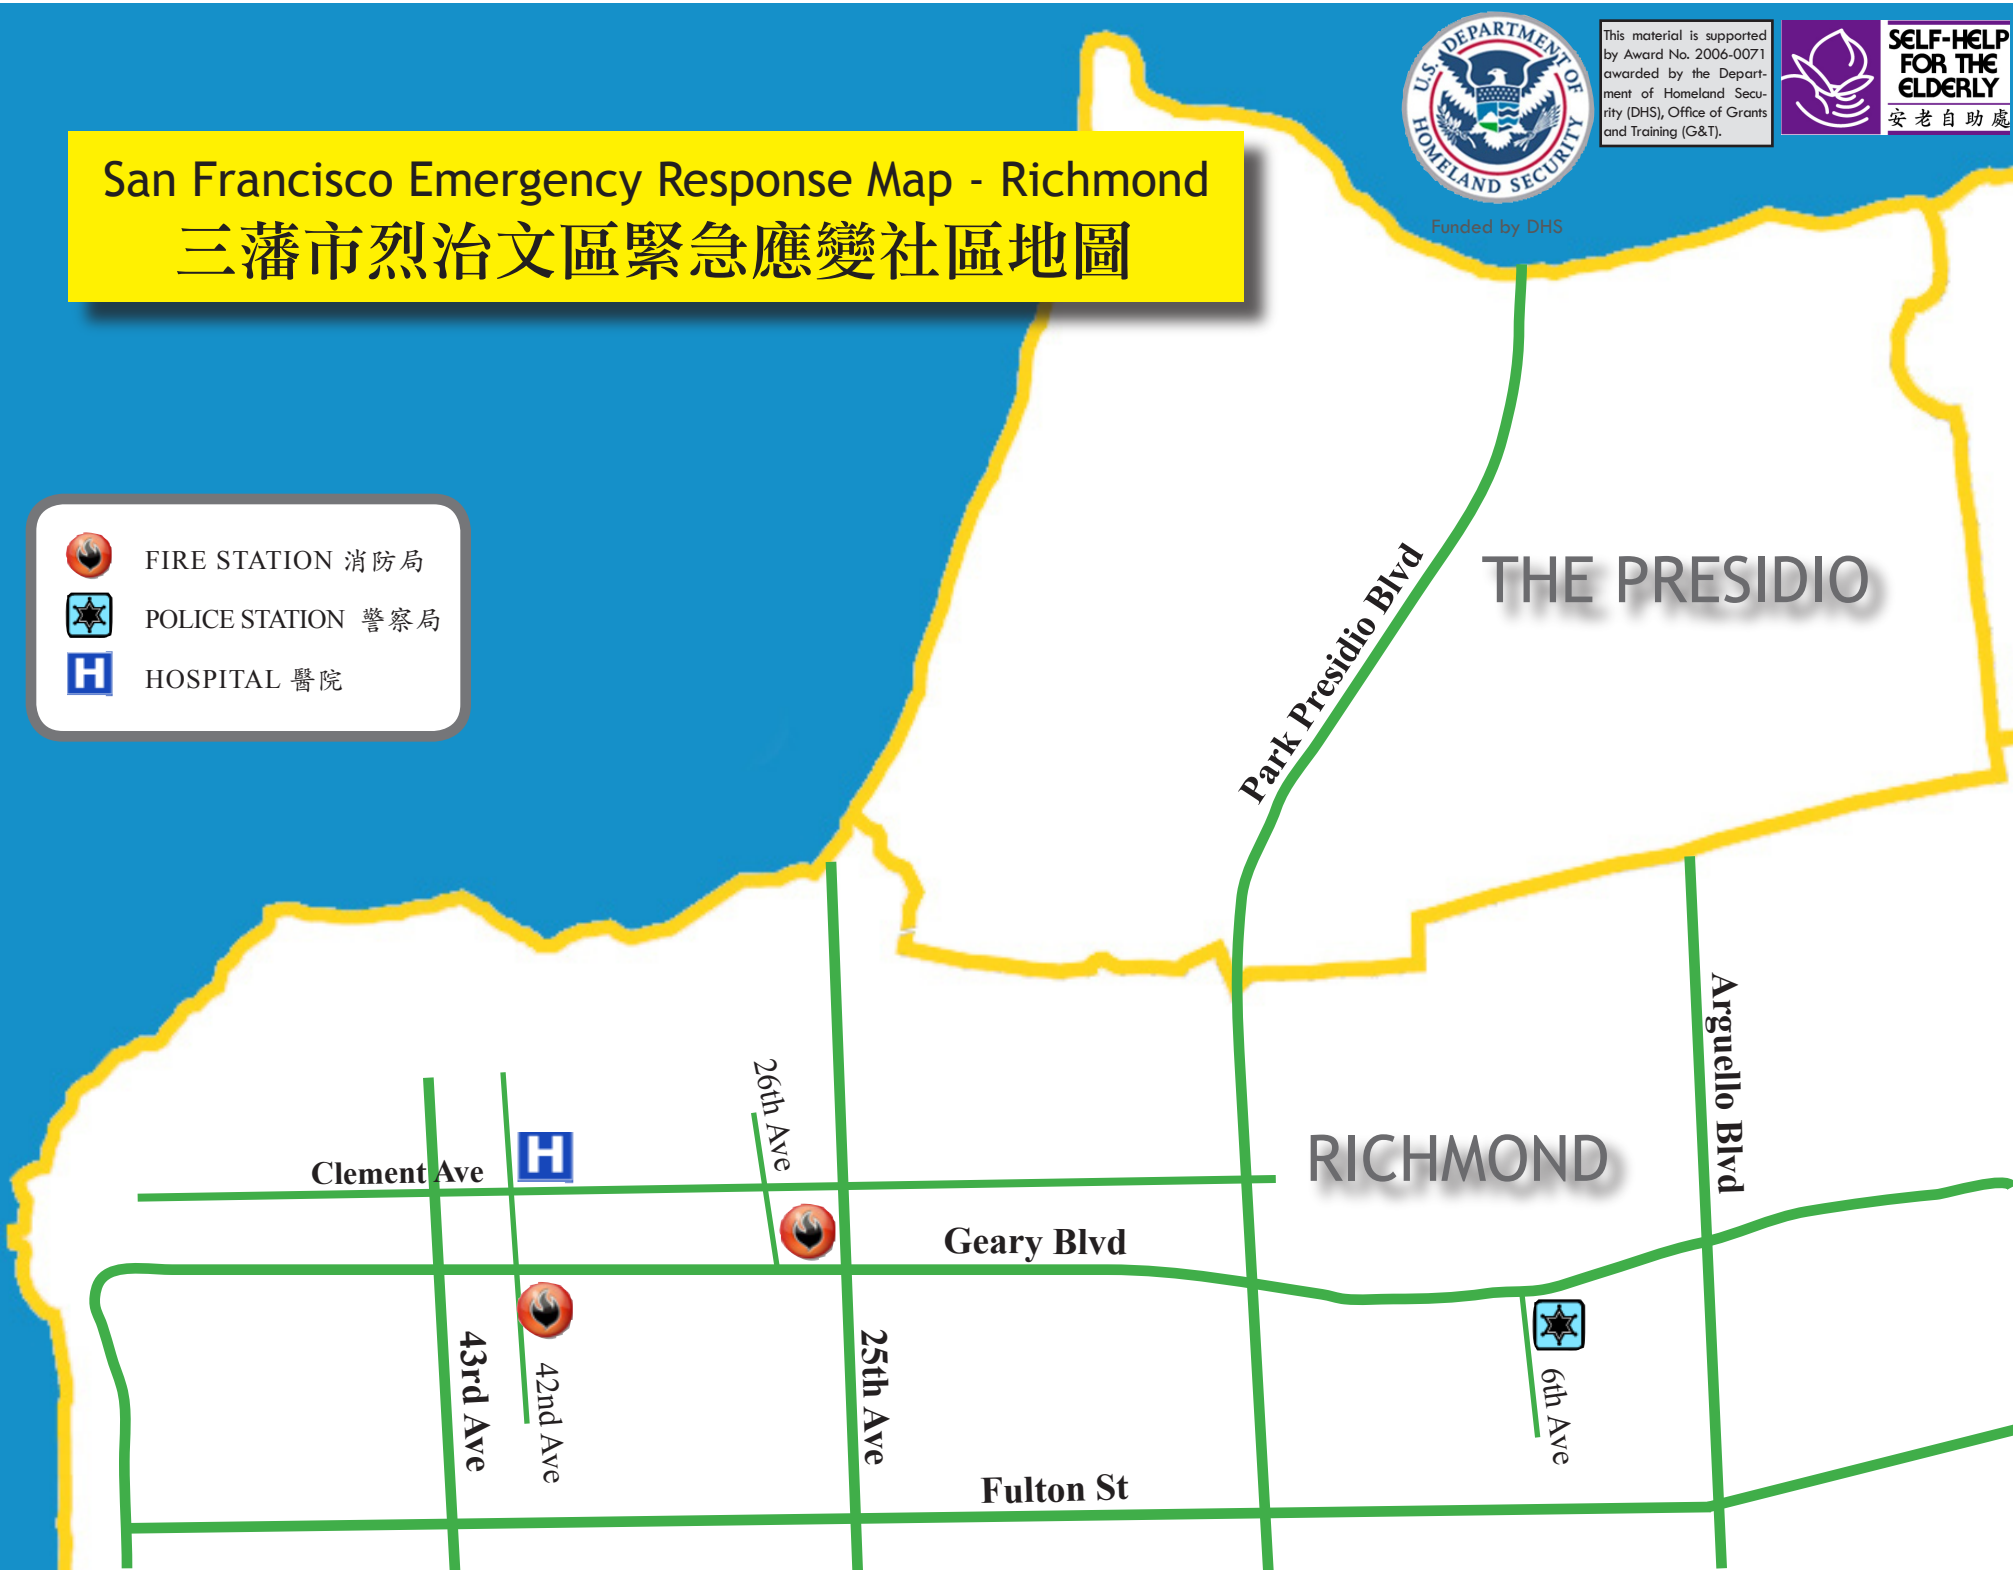 U.S. DEPARTMENT OF
HOMELAND SECURITY
Funded by DHS
This material is supported
by Award No. 2006-0071
awarded by the Depart-
ment of Homeland Secu-
rity (DHS), Office of Grants
and Training (G&T).
SELF-HELP
FOR THE
ELDERLY
安老自助處
San Francisco Emergency Response Map - Richmond
三藩市烈治文區緊急應變社區地圖
FIRE STATION 消防局
POLICE STATION 警察局
H
HOSPITAL 醫院
THE PRESIDIO
Park Presidio Blvd
Arguello Blvd
26th Ave
RICHMOND
H
Clement Ave
Geary Blvd
43rd Ave
42nd Ave
25th Ave
6th Ave
Fulton St